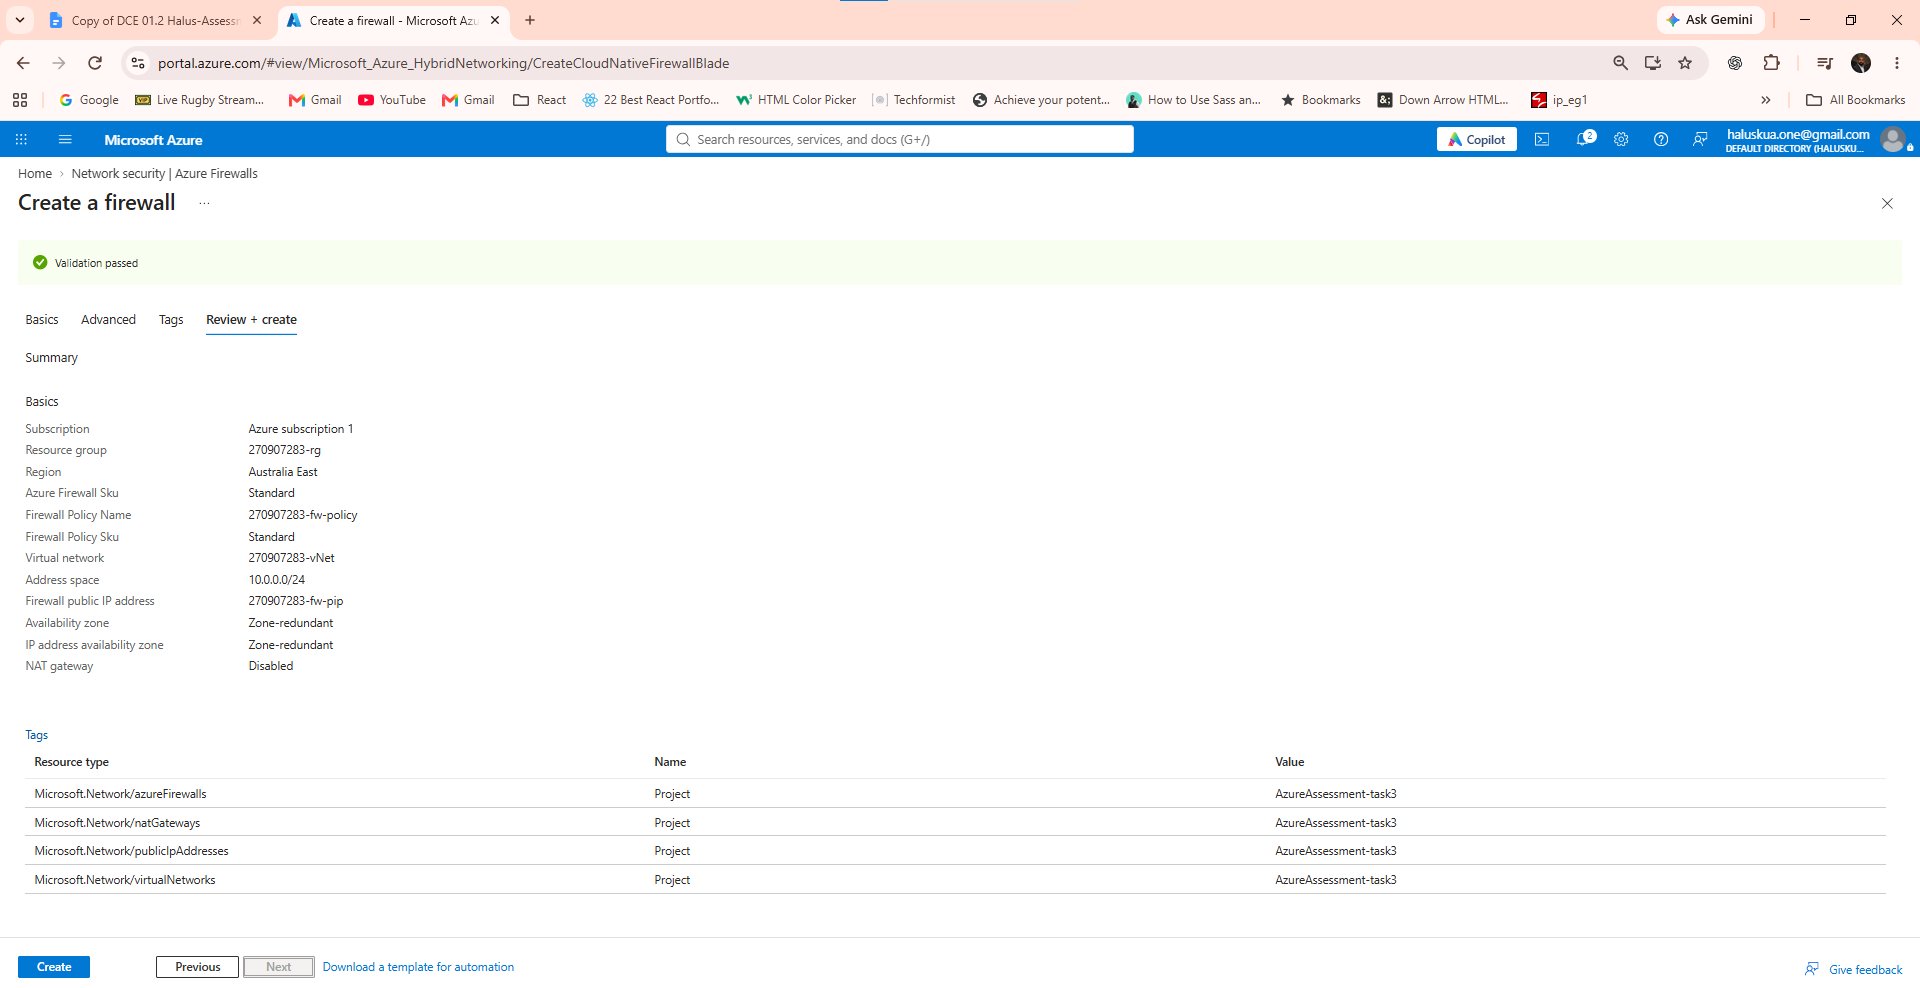 Copy of DCE 01.2 Halus-Assessm
Create a firewall - Microsoft Azu
Ask Gemini
portal.azure.com/#view/Microsoft_Azure_HybridNetworking/CreateCloudNativeFirewallBlade
Google
Live Rugby Stream...
Gmail
YouTube
Gmail
React
22 Best React Portfo...
HTML Color Picker
Techformist
Achieve your potent...
How to Use Sass an...
Bookmarks
Down Arrow HTML...
ip_eg1
All Bookmarks
Microsoft Azure
Search resources, services, and docs (G+/)
Copilot
2
haluskua.one@gmail.com
DEFAULT DIRECTORY (HALUSKU...
Home > Network security | Azure Firewalls
Create a firewall ...
Validation passed
Basics Advanced Tags Review + create
Summary
Basics
Subscription Azure subscription 1
Resource group 270907283-rg
Region Australia East
Azure Firewall Sku Standard
Firewall Policy Name 270907283-fw-policy
Firewall Policy Sku Standard
Virtual network 270907283-vNet
Address space 10.0.0.0/24
Firewall public IP address 270907283-fw-pip
Availability zone Zone-redundant
IP address availability zone Zone-redundant
NAT gateway Disabled
Tags
Resource type Name Value
Microsoft.Network/azureFirewalls Project AzureAssessment-task3
Microsoft.Network/natGateways Project AzureAssessment-task3
Microsoft.Network/publicIpAddresses Project AzureAssessment-task3
Microsoft.Network/virtualNetworks Project AzureAssessment-task3
Create Previous Next Download a template for automation
Give feedback